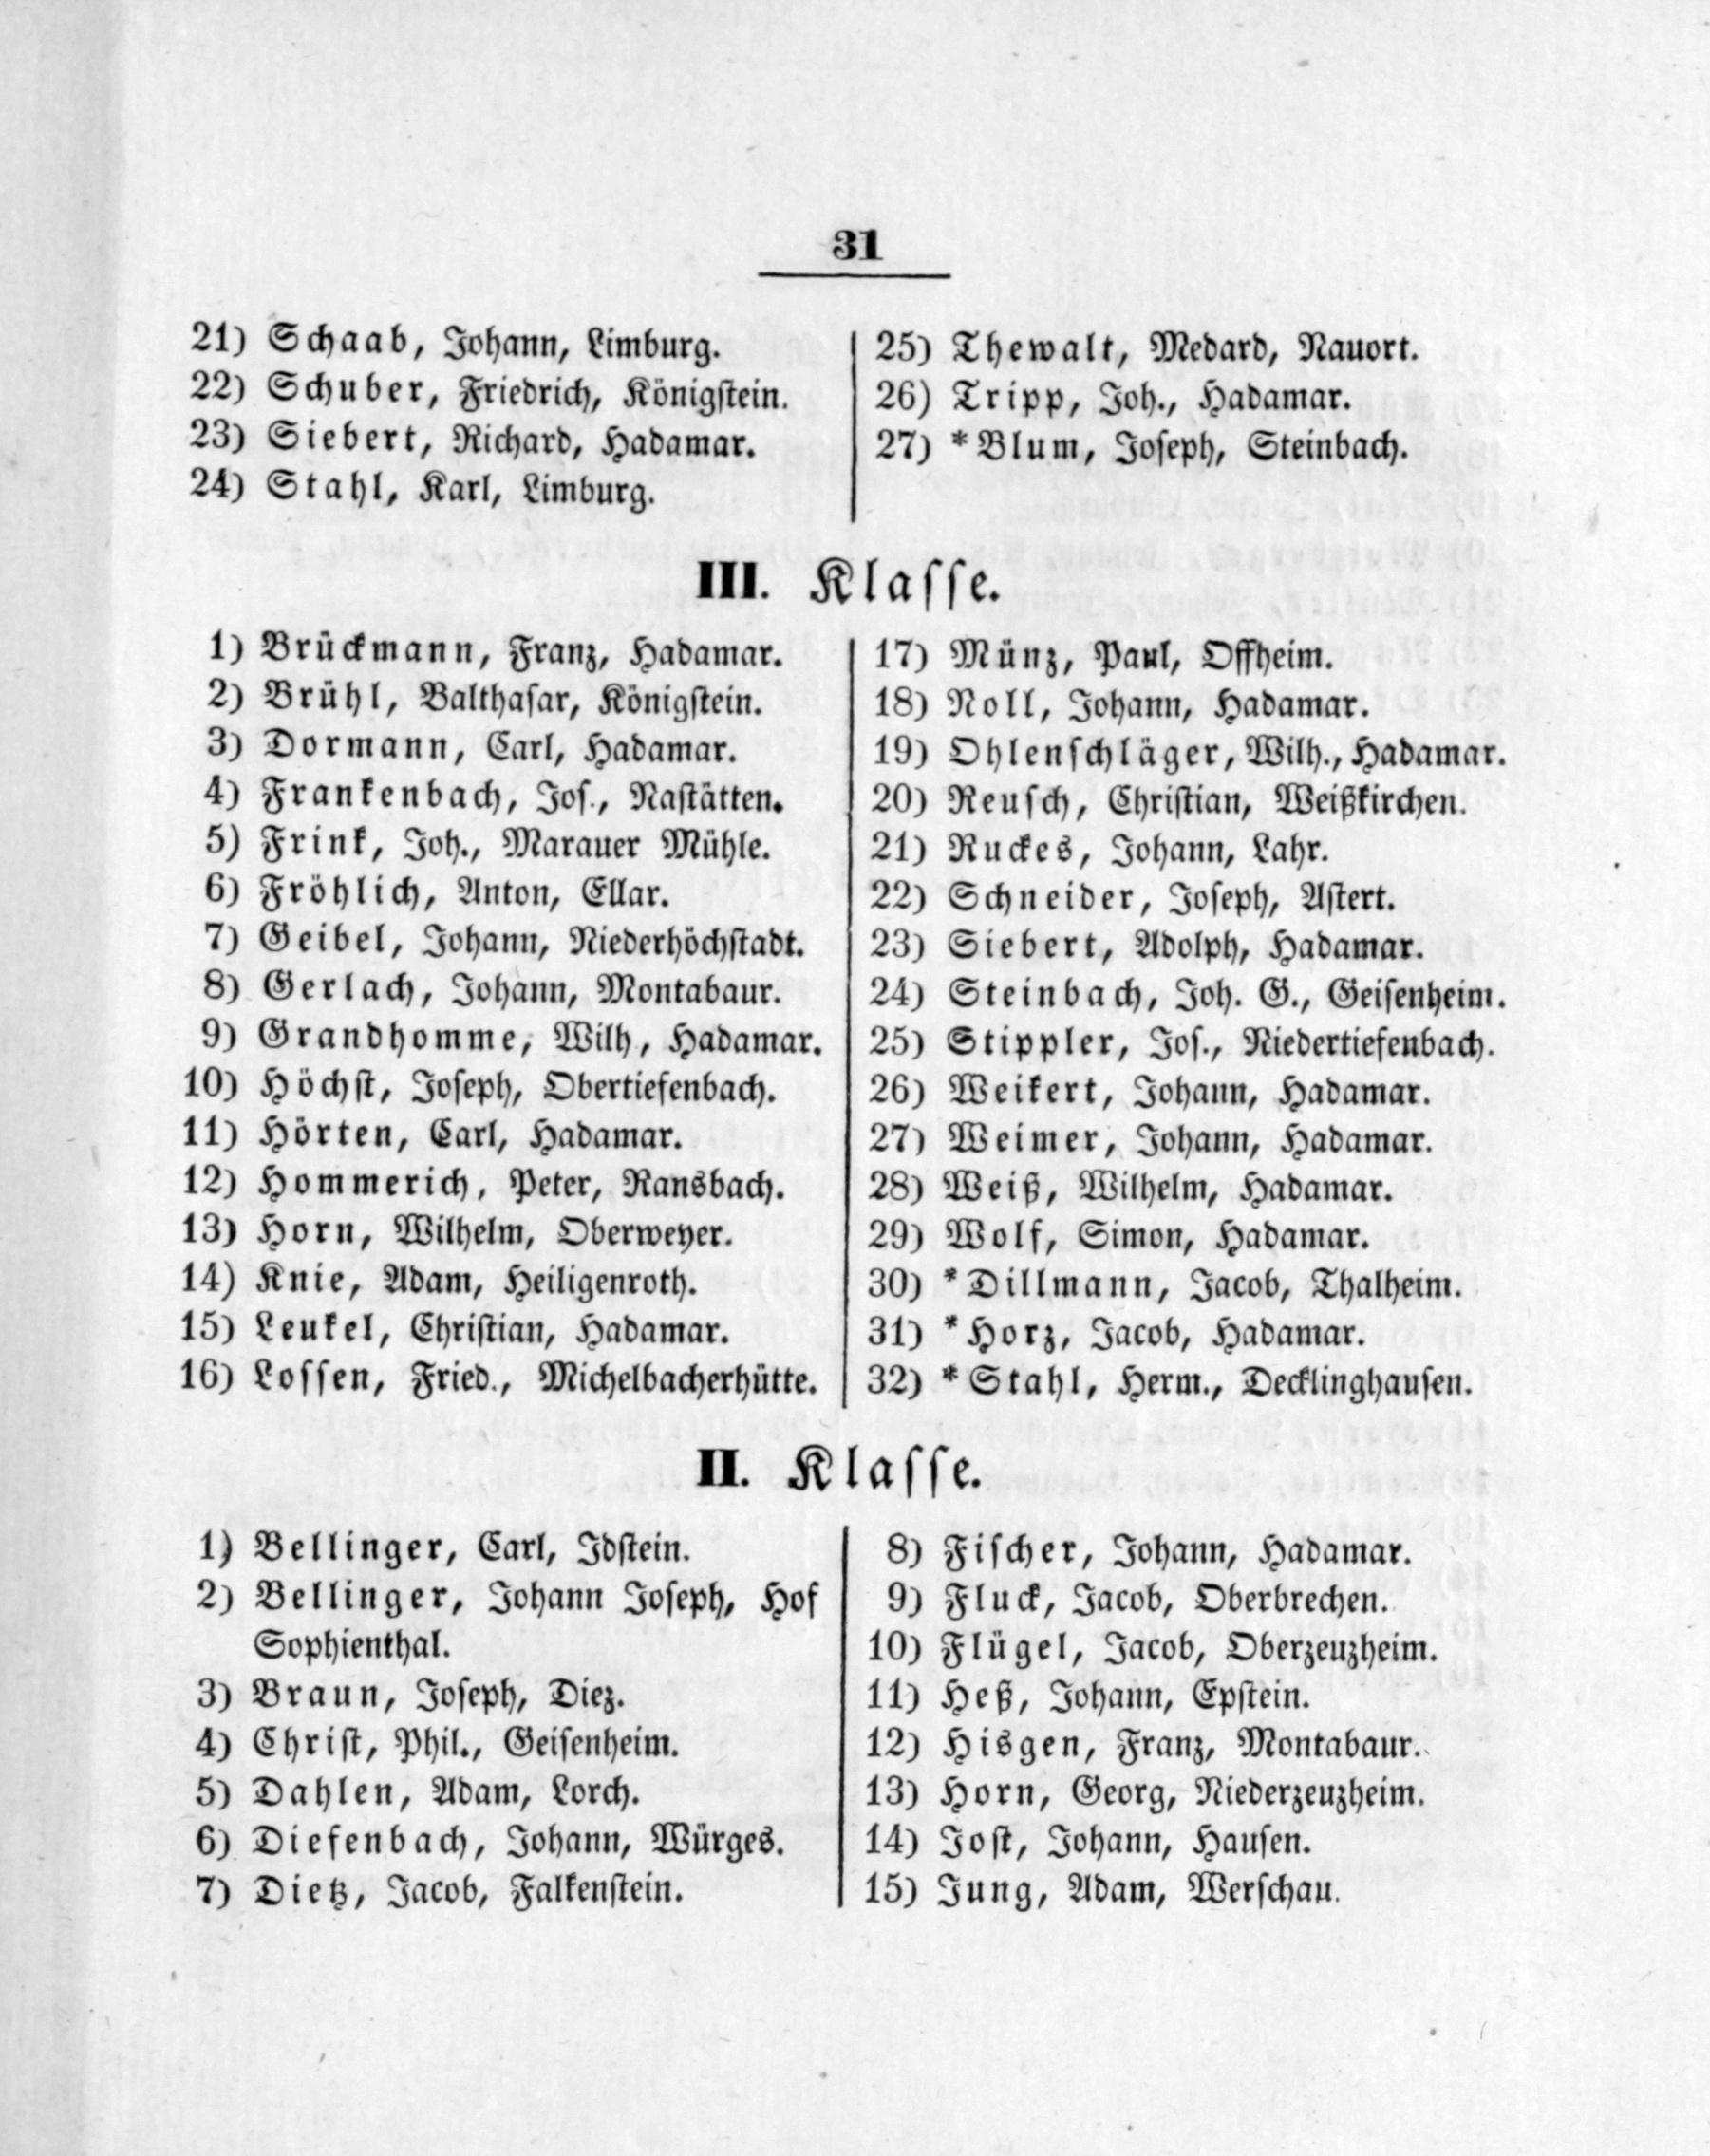 31
21) Schaab, Johann, Limburg.
22) Schuber, Friedrich, Königstein.
23) Siebert, Richard, Hadamar.
24) Stahl, Karl, Limburg.
25) Thewalt, Medard, Nauort.
26) Tripp, Joh., Hadamar.
27) *Blum, Joseph, Steinbach.
III. Klasse.
1) Brückmann, Franz, Hadamar.
2) Brühl, Balthasar, Königstein.
3) Dormann, Carl, Hadamar.
4) Frankenbach, Jos., Nastätten.
5) Frink, Joh., Marauer Mühle.
6) Fröhlich, Anton, Ellar.
7) Geibel, Johann, Niederhöchstadt.
8) Gerlach, Johann, Montabaur.
9) Grandhomme, Wilh, Hadamar.
10) Höchst, Joseph, Obertiefenbach.
11) Hörten, Carl, Hadamar.
12) Hommerich, Peter, Ransbach.
13) Horn, Wilhelm, Oberweyer.
14) Knie, Adam, Heiligenroth.
15) Leukel, Christian, Hadamar.
16) Lossen, Fried., Michelbacherhütte.
17) Münz, Paul, Offheim.
18) Noll, Johann, Hadamar.
19) Ohlenschläger, Wilh., Hadamar.
20) Reusch, Christian, Weißkirchen.
21) Ruckes, Johann, Lahr.
22) Schneider, Joseph, Astert.
23) Siebert, Adolph, Hadamar.
24) Steinbach, Joh. G., Geisenheim.
25) Stippler, Jos., Niedertiefenbach.
26) Weikert, Johann, Hadamar.
27) Weimer, Johann, Hadamar.
28) Weiß, Wilhelm, Hadamar.
29) Wolf, Simon, Hadamar.
30) *Dillmann, Jacob, Thalheim.
31) *Horz, Jacob, Hadamar.
32) *Stahl, Herm., Decklinghausen.
II. Klasse.
1) Bellinger, Carl, Idstein.
2) Bellinger, Johann Joseph, Hof
Sophienthal.
3) Braun, Joseph, Diez.
4) Christ, Phil., Geisenheim.
5) Dahlen, Adam, Lorch.
6) Diefenbach, Johann, Würges.
7) Dietz, Jacob, Falkenstein.
8) Fischer, Johann, Hadamar.
9) Fluck, Jacob, Oberbrechen.
10) Flügel, Jacob, Oberzeuzheim.
11) Heß, Johann, Epstein.
12) Hisgen, Franz, Montabaur.
13) Horn, Georg, Niederzeuzheim.
14) Jost, Johann, Hausen.
15) Jung, Adam, Werschau.